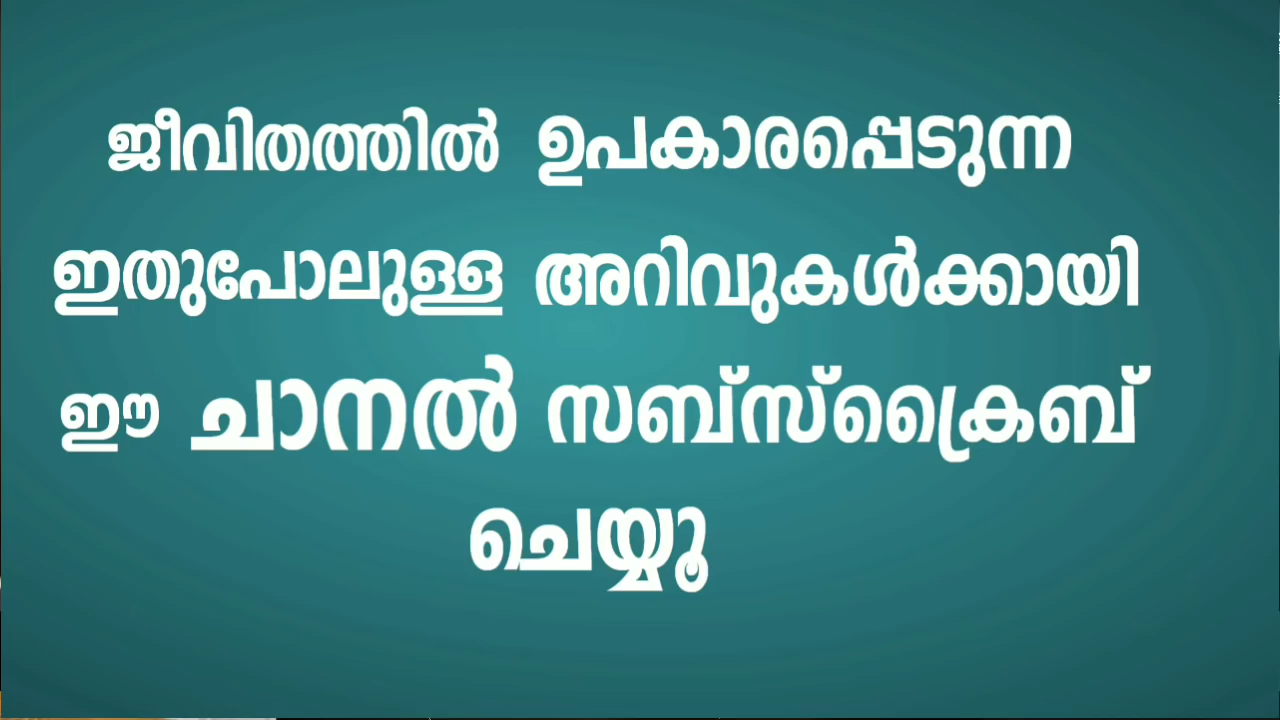 ജീവിതത്തിൽ ഉപകാരപ്പെടുന്ന
ഇതുപോലുള്ള അറിവുകൾക്കായി
ഈ ചാനൽ സബ്സ്ക്രൈബ്
ചെയ്യൂ